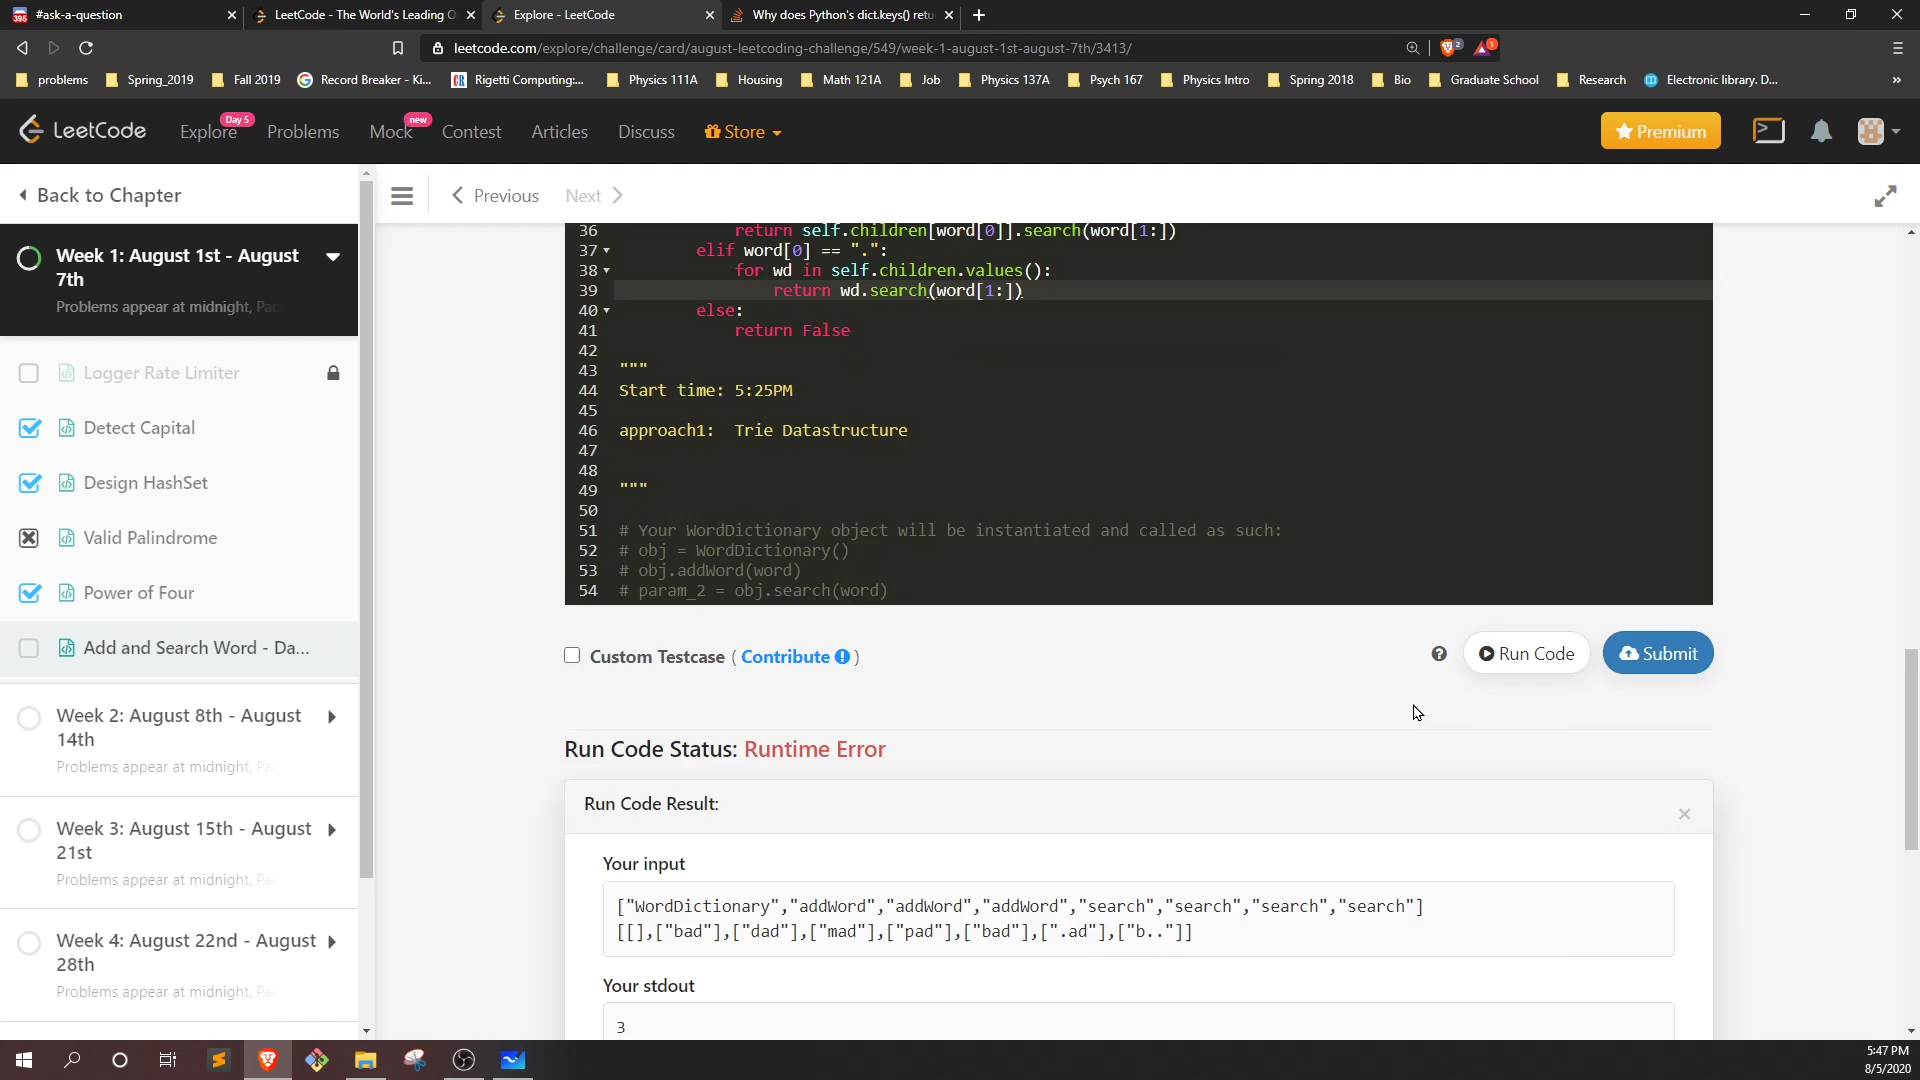 #ask-a-question
LeetCode - The World's Leading O
Explore - LeetCode
Why does Python's dict.keys() retu
leetcode.com/explore/challenge/card/august-leetcoding-challenge/549/week-1-august-1st-august-7th/3413/
2
1
problems
Spring_2019
Fall 2019
Record Breaker - Ki...
Rigetti Computing:...
Physics 111A
Housing
Math 121A
Job
Physics 137A
Psych 167
Physics Intro
Spring 2018
Bio
Graduate School
Research
Electronic library. D...
»
LeetCode
Explore
Day 5
Problems
Mock
new
Contest
Articles
Discuss
Store
Premium
Back to Chapter
Previous
Next
Week 1: August 1st - August
7th
Problems appear at midnight, Pac
Logger Rate Limiter
Detect Capital
Design HashSet
Valid Palindrome
Power of Four
Add and Search Word - Da...
Week 2: August 8th - August
14th
Problems appear at midnight, Pac
Week 3: August 15th - August
21st
Problems appear at midnight, Pac
Week 4: August 22nd - August
28th
Problems appear at midnight, Pac
36 return self.children[word[0]].search(word[1:])
37 elif word[0] == ".":
38 for wd in self.children.values():
39 return wd.search(word[1:])
40 else:
41 return False
42
43 """
44 Start time: 5:25PM
45
46 approach1: Trie Datastructure
47
48
49 """
50
51 # Your WordDictionary object will be instantiated and called as such:
52 # obj = WordDictionary()
53 # obj.addWord(word)
54 # param_2 = obj.search(word)
Custom Testcase ( Contribute )
Run Code
Submit
Run Code Status: Runtime Error
Run Code Result:
Your input
["WordDictionary","addWord","addWord","addWord","search","search","search","search"]
[[],["bad"],["dad"],["mad"],["pad"],["bad"],[".ad"],["b.."]]
Your stdout
3
5:47 PM
8/5/2020